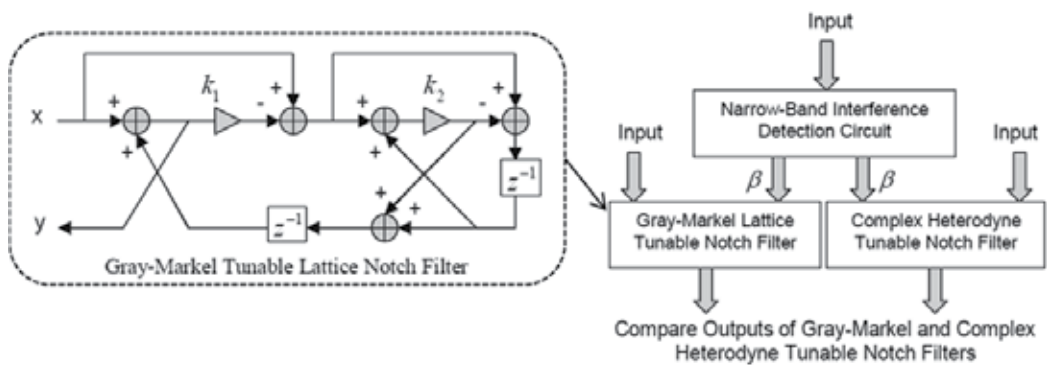 x
+
+
k₁
-
+
+
+
k₂
-
+
z⁻¹
+
+
z⁻¹
y
Gray-Markel Tunable Lattice Notch Filter
Input
Narrow-Band Interference
Detection Circuit
Input
β
β
Input
Gray-Markel Lattice
Tunable Notch Filter
Complex Heterodyne
Tunable Notch Filter
Compare Outputs of Gray-Markel and Complex
Heterodyne Tunable Notch Filters